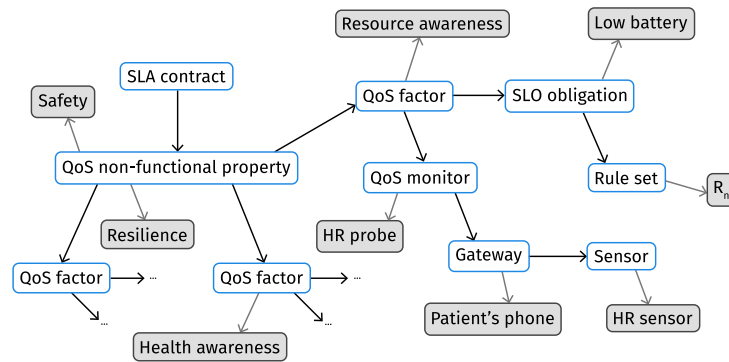 Resource awareness
Low battery
SLA contract
Safety
QoS factor
SLO obligation
QoS non-functional property
QoS monitor
Rule set
Rn
Resilience
HR probe
Gateway
Sensor
QoS factor
...
QoS factor
...
...
...
Patient's phone
HR sensor
Health awareness